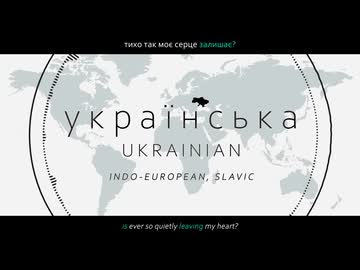 тихо так моє серце залишає?
українська
UKRAINIAN
INDO-EUROPEAN, SLAVIC
is ever so quietly leaving my heart?